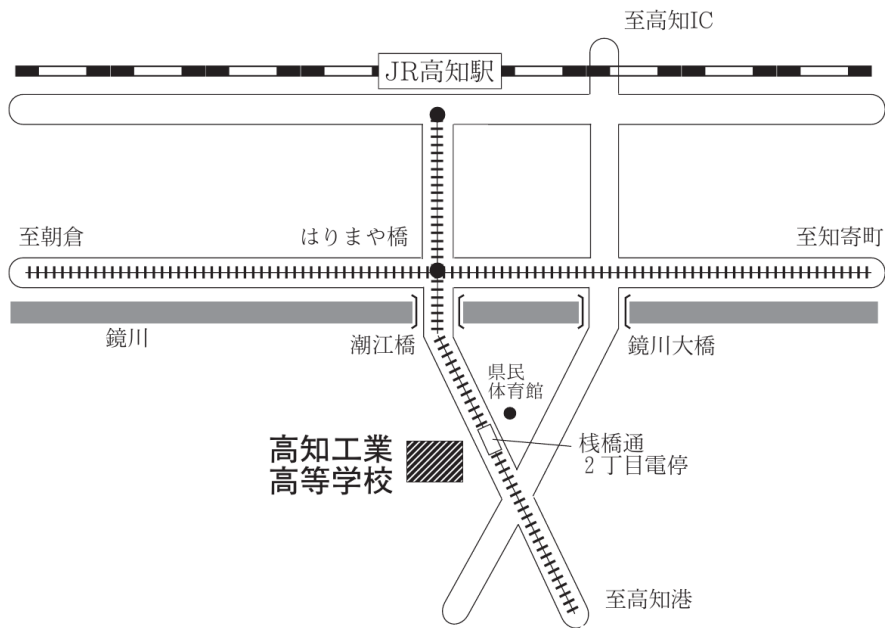 至高知IC
JR高知駅
至朝倉
はりまや橋
至知寄町
鏡川
潮江橋
鏡川大橋
県民
体育館
桟橋通
2丁目電停
高知工業
高等学校
至高知港